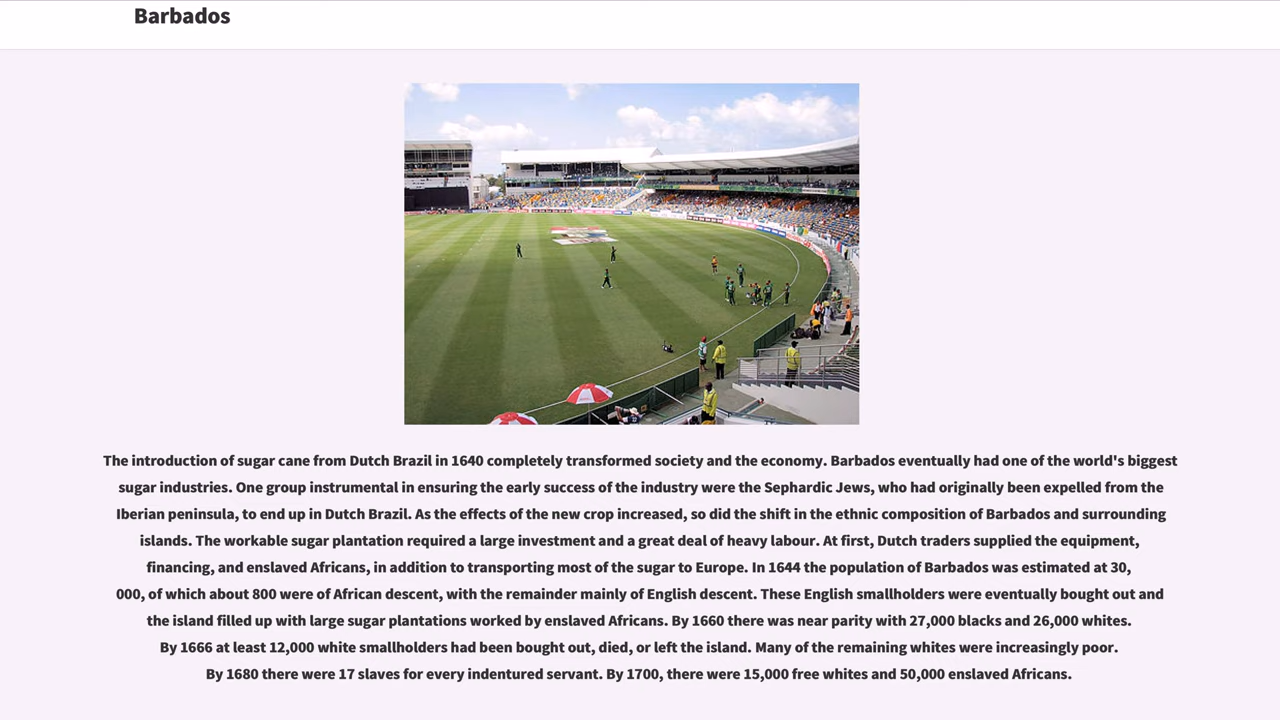 Barbados
The introduction of sugar cane from Dutch Brazil in 1640 completely transformed society and the economy. Barbados eventually had one of the world's biggest
sugar industries. One group instrumental in ensuring the early success of the industry were the Sephardic Jews, who had originally been expelled from the
Iberian peninsula, to end up in Dutch Brazil. As the effects of the new crop increased, so did the shift in the ethnic composition of Barbados and surrounding
islands. The workable sugar plantation required a large investment and a great deal of heavy labour. At first, Dutch traders supplied the equipment,
financing, and enslaved Africans, in addition to transporting most of the sugar to Europe. In 1644 the population of Barbados was estimated at 30,
000, of which about 800 were of African descent, with the remainder mainly of English descent. These English smallholders were eventually bought out and
the island filled up with large sugar plantations worked by enslaved Africans. By 1660 there was near parity with 27,000 blacks and 26,000 whites.
By 1666 at least 12,000 white smallholders had been bought out, died, or left the island. Many of the remaining whites were increasingly poor.
By 1680 there were 17 slaves for every indentured servant. By 1700, there were 15,000 free whites and 50,000 enslaved Africans.